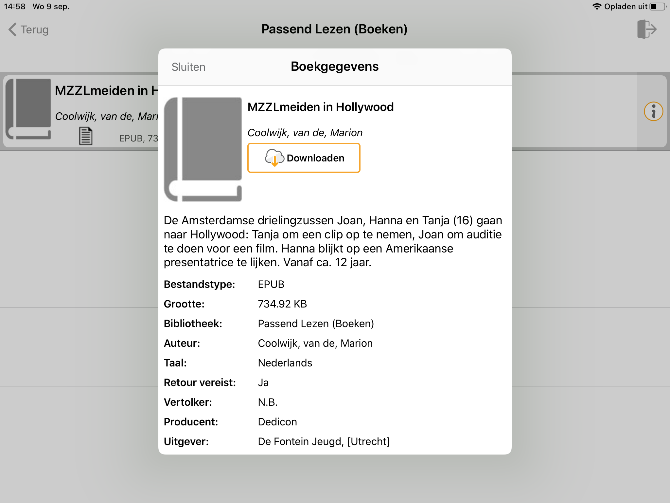 14:58 Wo 9 sep.
Opladen uit
Terug
Passend Lezen (Boeken)
Sluiten
Boekgegevens
MZZLmeiden in H
Coolwijk, van de, Mari
EPUB, 73
MZZLmeiden in Hollywood
Coolwijk, van de, Marion
Downloaden
De Amsterdamse drielingzussen Joan, Hanna en Tanja (16) gaan
naar Hollywood: Tanja om een clip op te nemen, Joan om auditie
te doen voor een film. Hanna blijkt op een Amerikaanse
presentatrice te lijken. Vanaf ca. 12 jaar.
Bestandstype: EPUB
Grootte: 734.92 KB
Bibliotheek: Passend Lezen (Boeken)
Auteur: Coolwijk, van de, Marion
Taal: Nederlands
Retour vereist: Ja
Vertolker: N.B.
Producent: Dedicon
Uitgever: De Fontein Jeugd, [Utrecht]